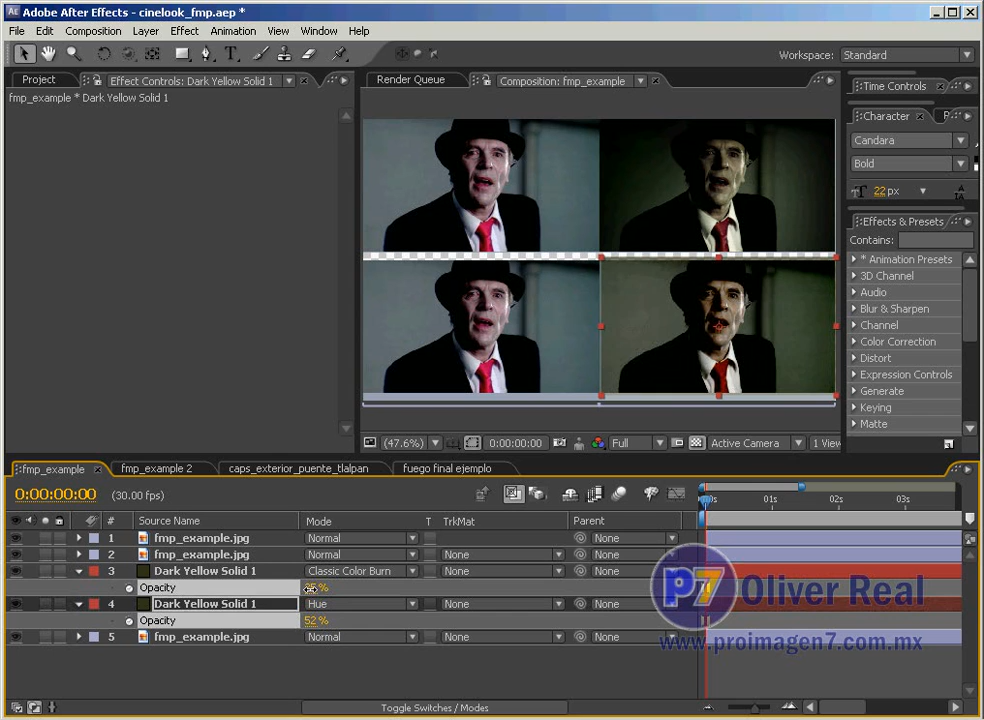 Adobe After Effects - cinelook_fmp.aep *
File Edit Composition Layer Effect Animation View Window Help
Workspace: Standard
Project Effect Controls: Dark Yellow Solid 1
fmp_example * Dark Yellow Solid 1
Render Queue Composition: fmp_example
Time Controls
Character
Candara
Bold
22 px
Effects & Presets
Contains:
* Animation Presets
3D Channel
Audio
Blur & Sharpen
Channel
Color Correction
Distort
Expression Controls
Generate
Keying
Matte
(47.6%) 0:00:00:00 Full Active Camera 1 View
fmp_example fmp_example 2 caps_exterior_puente_tlalpan fuego final ejemplo
0:00:00:00 (30.00 fps)
01s 02s 03s
# Source Name Mode T TrkMat Parent
1 fmp_example.jpg Normal None
2 fmp_example.jpg Normal None None
3 Dark Yellow Solid 1 Classic Color Burn None None
Opacity
4 Dark Yellow Solid 1 Hue None None
Opacity 52 %
5 fmp_example.jpg Normal None None
Toggle Switches / Modes
p7 Oliver Real
www.proimagen7.com.mx